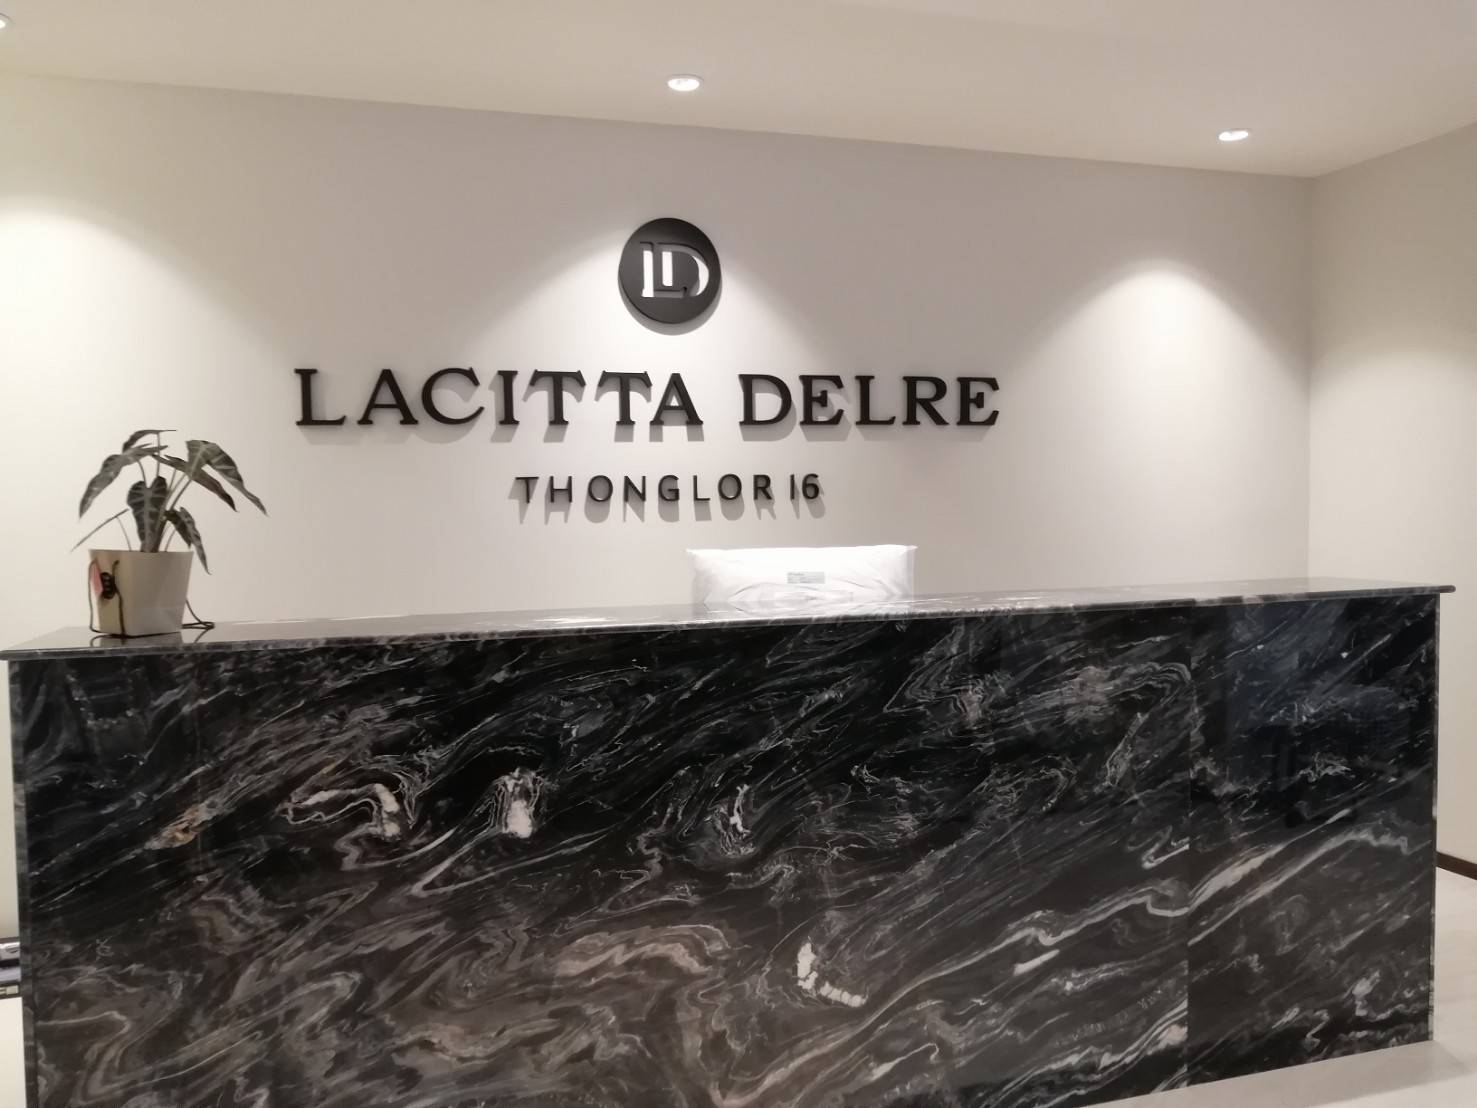 LD
LACITTA DELRE
THONGLOR 16